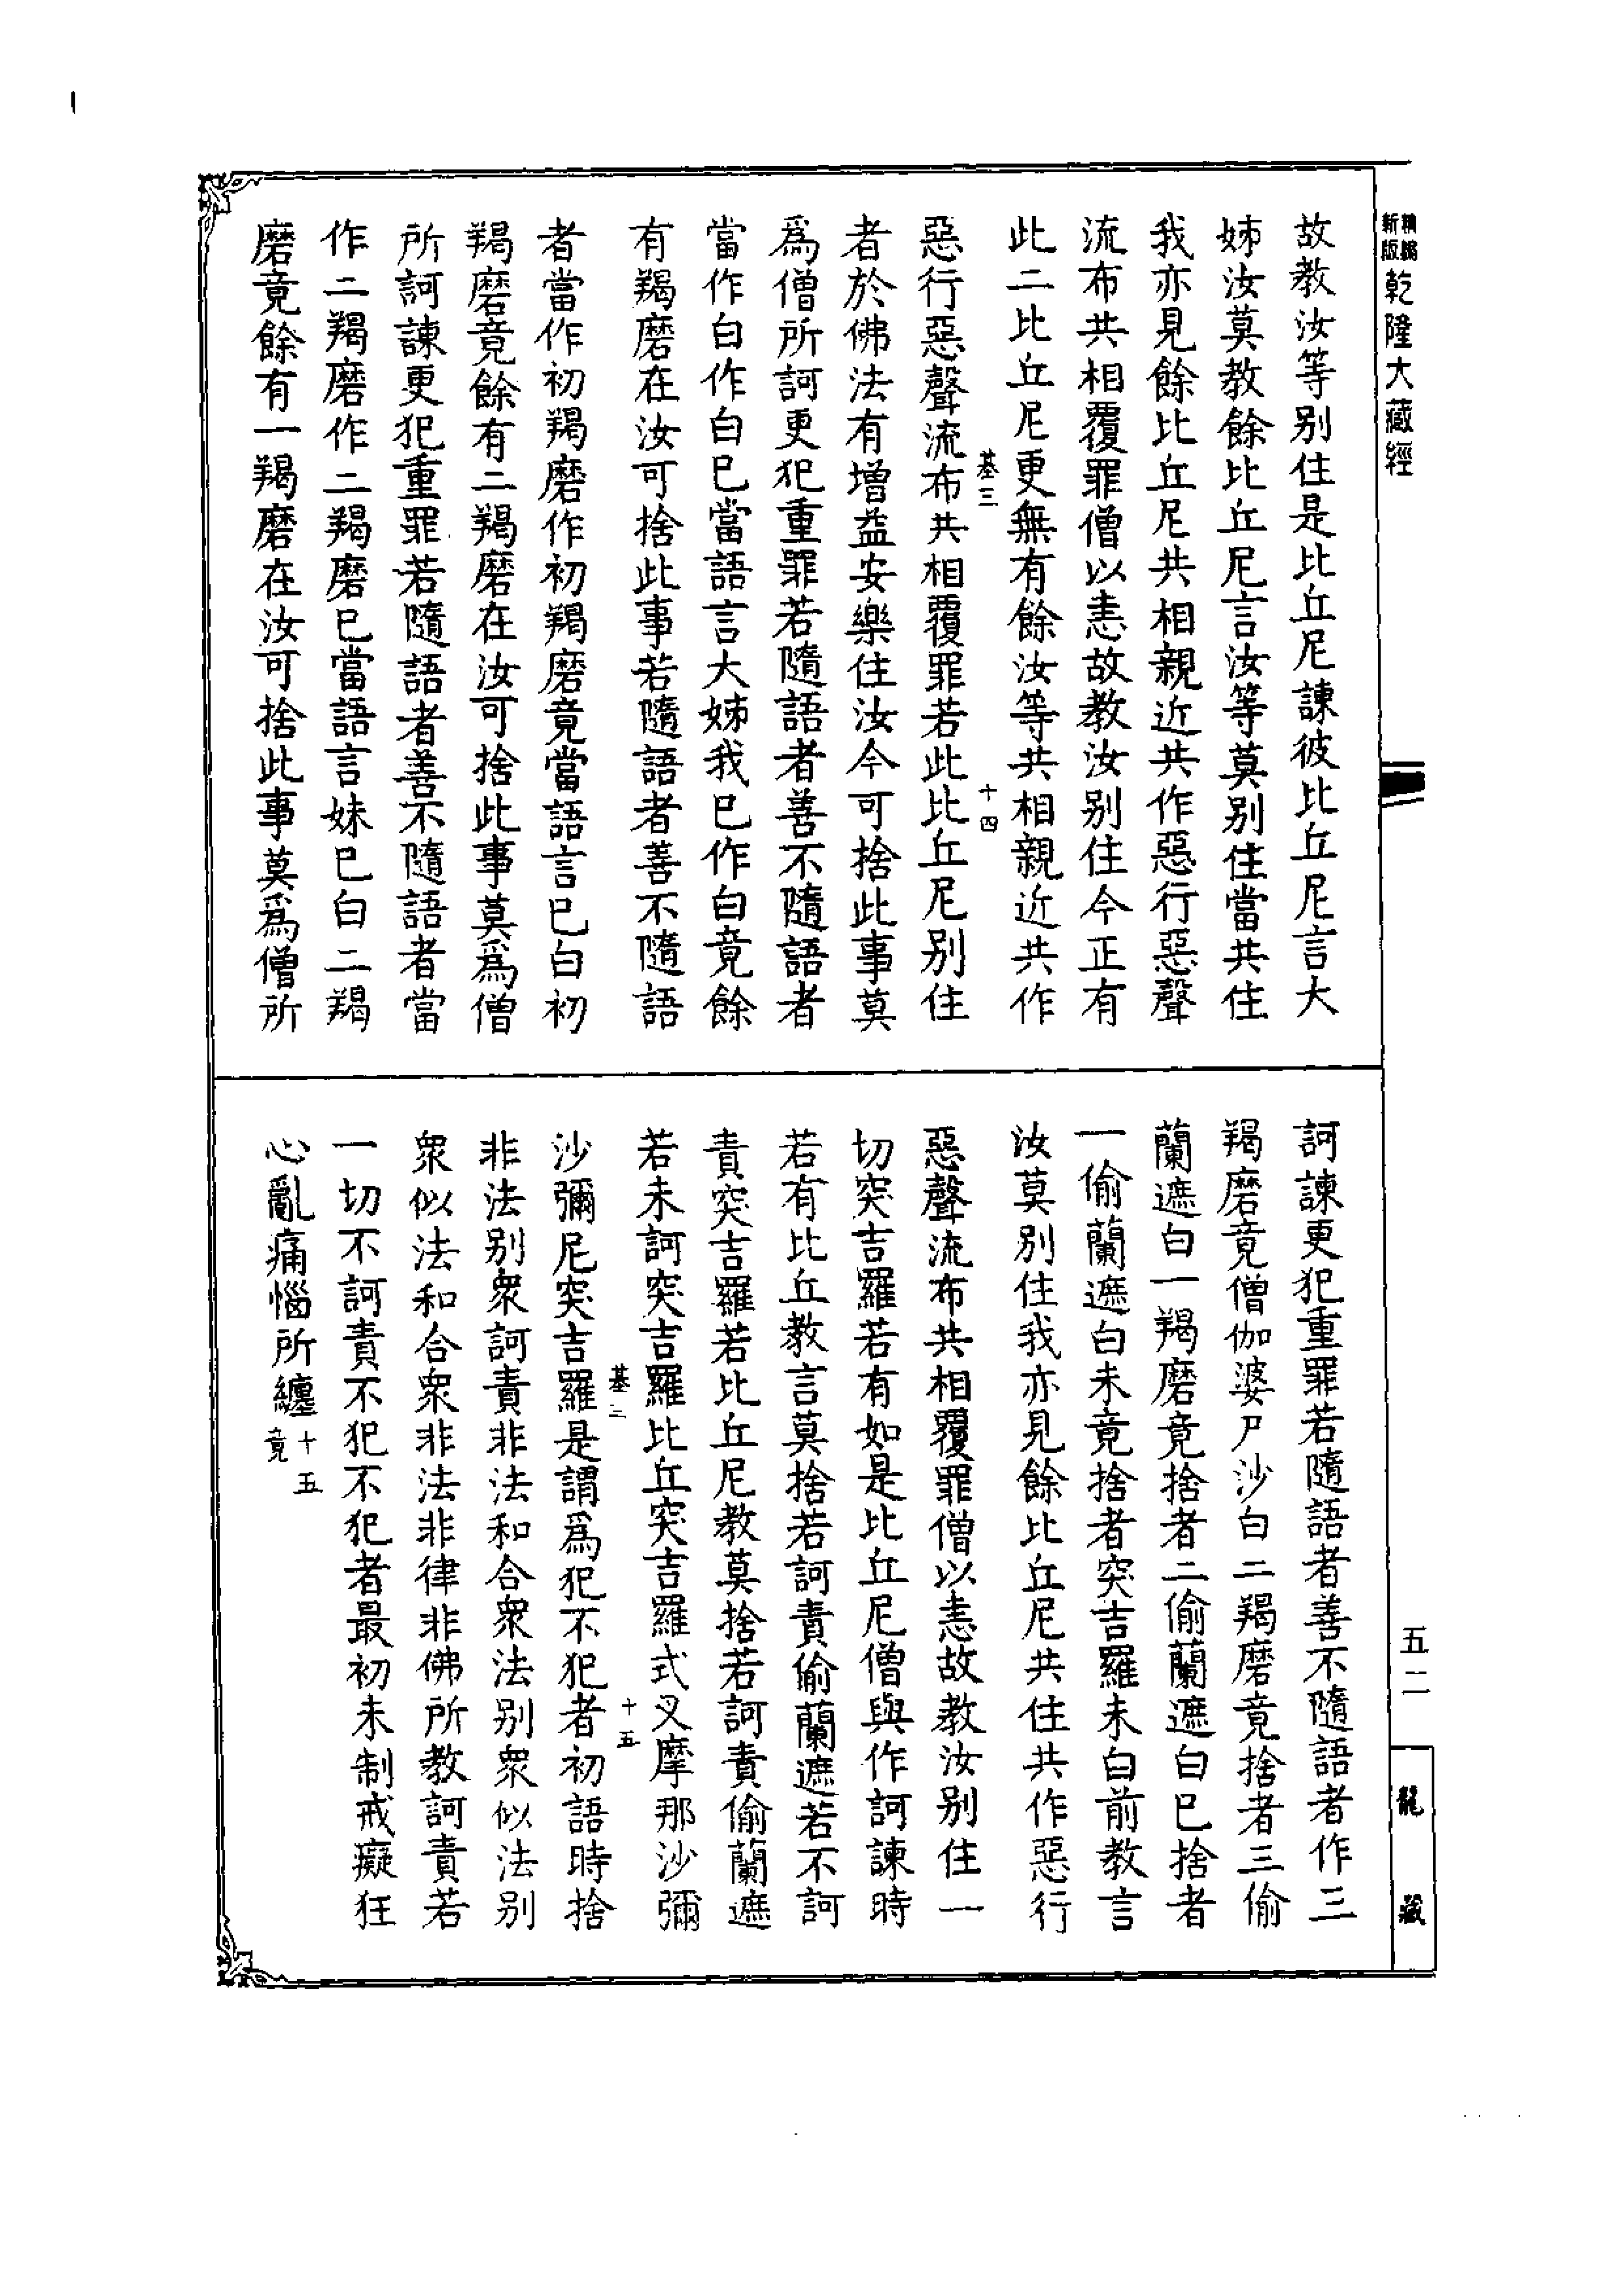 新版
精編
乾隆大藏經
故教汝等别住是比丘尼諫彼比丘尼言大
姊汝莫教餘比丘尼言汝等莫别住當共住
我亦見餘比丘尼共相親近共作惡行惡聲
流布共相覆罪僧以恚故教汝别住今正有
此二比丘尼更無有餘汝等共相親近共作
基三
十四
惡行惡聲流布共相覆罪若此比丘尼别住
者於佛法有增益安樂住汝今可捨此事莫
爲僧所訶更犯重罪若隨語者善不隨語者
當作白作白已當語言大姊我已作白竟餘
有羯磨在汝可捨此事若隨語者善不隨語
者當作初羯磨作初羯磨竟當語言已白初
羯磨竟餘有二羯磨在汝可捨此事莫爲僧
所訶諫更犯重罪若隨語者善不隨語者當
作二羯磨作二羯磨已當語言妹已白二羯
磨竟餘有一羯磨在汝可捨此事莫爲僧所
訶諫更犯重罪若隨語者善不隨語者作三
羯磨竟僧伽婆尸沙白二羯磨竟捨者三偷
蘭遮白一羯磨竟捨者二偷蘭遮白已捨者
一偷蘭遮白未竟捨者突吉羅未白前教言
汝莫别住我亦見餘比丘尼共住共作惡行
惡聲流布共相覆罪僧以恚故教汝别住一
切突吉羅若有如是比丘尼僧與作訶諫時
若有比丘教言莫捨若訶責偷蘭遮若不訶
責突吉羅若比丘尼教莫捨若訶責偷蘭遮
若未訶突吉羅比丘突吉羅式叉摩那沙彌
基三
十五
沙彌尼突吉羅是謂爲犯不犯者初語時捨
非法别衆訶責非法和合衆法别衆似法别
衆似法和合衆非法非律非佛所教訶責若
一切不訶責不犯不犯者最初未制戒癡狂
心亂痛惱所纏
十五
竟
五二
龍藏